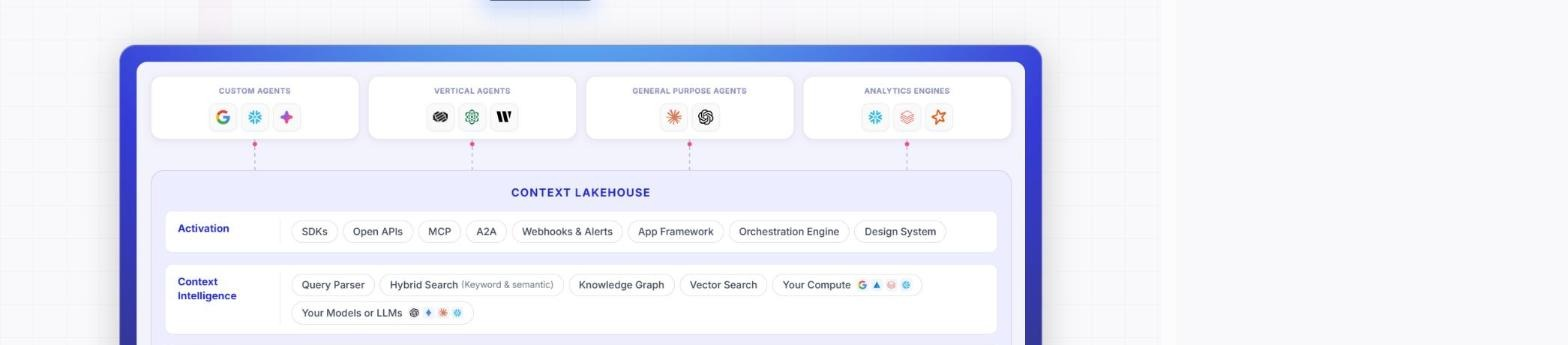 CUSTOM AGENTS
VERTICAL AGENTS
GENERAL PURPOSE AGENTS
ANALYTICS ENGINES
CONTEXT LAKEHOUSE
Activation
SDKs
Open APIs
MCP
A2A
Webhooks & Alerts
App Framework
Orchestration Engine
Design System
Context
Intelligence
Query Parser
Hybrid Search (Keyword & semantic)
Knowledge Graph
Vector Search
Your Compute
Your Models or LLMs